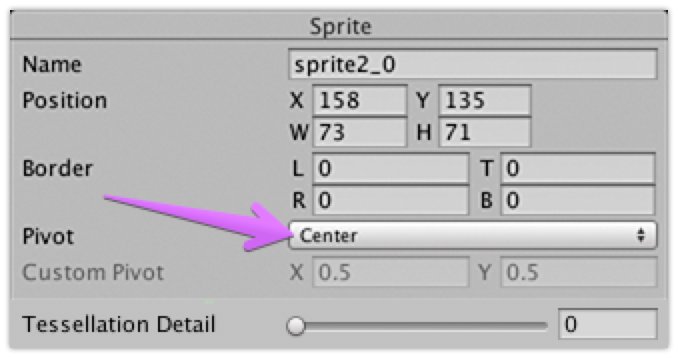 Sprite
Name sprite2_0
Position X 158 Y 135
W 73 H 71
Border L 0 T 0
R 0 B 0
Pivot Center
Custom Pivot X 0.5 Y 0.5
Tessellation Detail 0